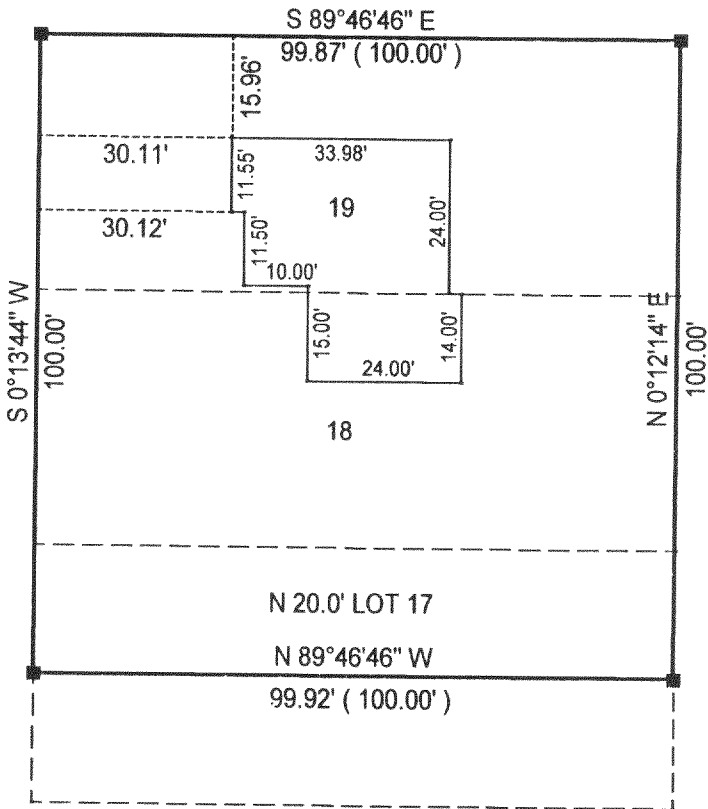 S 89°46'46" E
99.87' ( 100.00' )
15.96'
30.11'
33.98'
11.55'
19
30.12'
11.50'
24.00'
10.00'
S 0°13'44" W
100.00'
15.00'
14.00'
24.00'
N 0°12'14" E
100.00'
18
N 20.0' LOT 17
N 89°46'46" W
99.92' ( 100.00' )